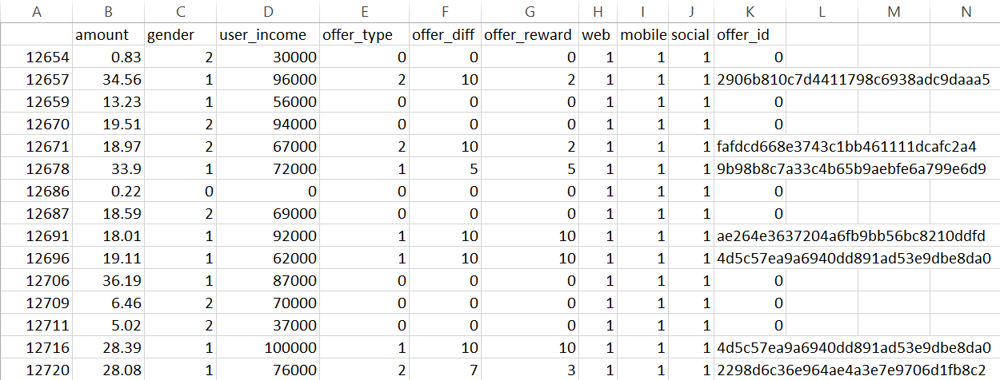 A B C D E F G H I J K L M N
amount gender user_income offer_type offer_diff offer_reward web mobile social offer_id
12654 0.83 2 30000 0 0 0 1 1 1 0
12657 34.56 1 96000 2 10 2 1 1 1 2906b810c7d4411798c6938adc9daaa5
12659 13.23 1 56000 0 0 0 1 1 1 0
12670 19.51 2 94000 0 0 0 1 1 1 0
12671 18.97 2 67000 2 10 2 1 1 1 fafdcd668e3743c1bb461111dcafc2a4
12678 33.9 1 72000 1 5 5 1 1 1 9b98b8c7a33c4b65b9aebfe6a799e6d9
12686 0.22 0 0 0 0 0 1 1 1 0
12687 18.59 2 69000 0 0 0 1 1 1 0
12691 18.01 1 92000 1 10 10 1 1 1 ae264e3637204a6fb9bb56bc8210ddfd
12696 19.11 1 62000 1 10 10 1 1 1 4d5c57ea9a6940dd891ad53e9dbe8da0
12706 36.19 1 87000 0 0 0 1 1 1 0
12709 6.46 2 70000 0 0 0 1 1 1 0
12711 5.02 2 37000 0 0 0 1 1 1 0
12716 28.39 1 100000 1 10 10 1 1 1 4d5c57ea9a6940dd891ad53e9dbe8da0
12720 28.08 1 76000 2 7 3 1 1 1 2298d6c36e964ae4a3e7e9706d1fb8c2